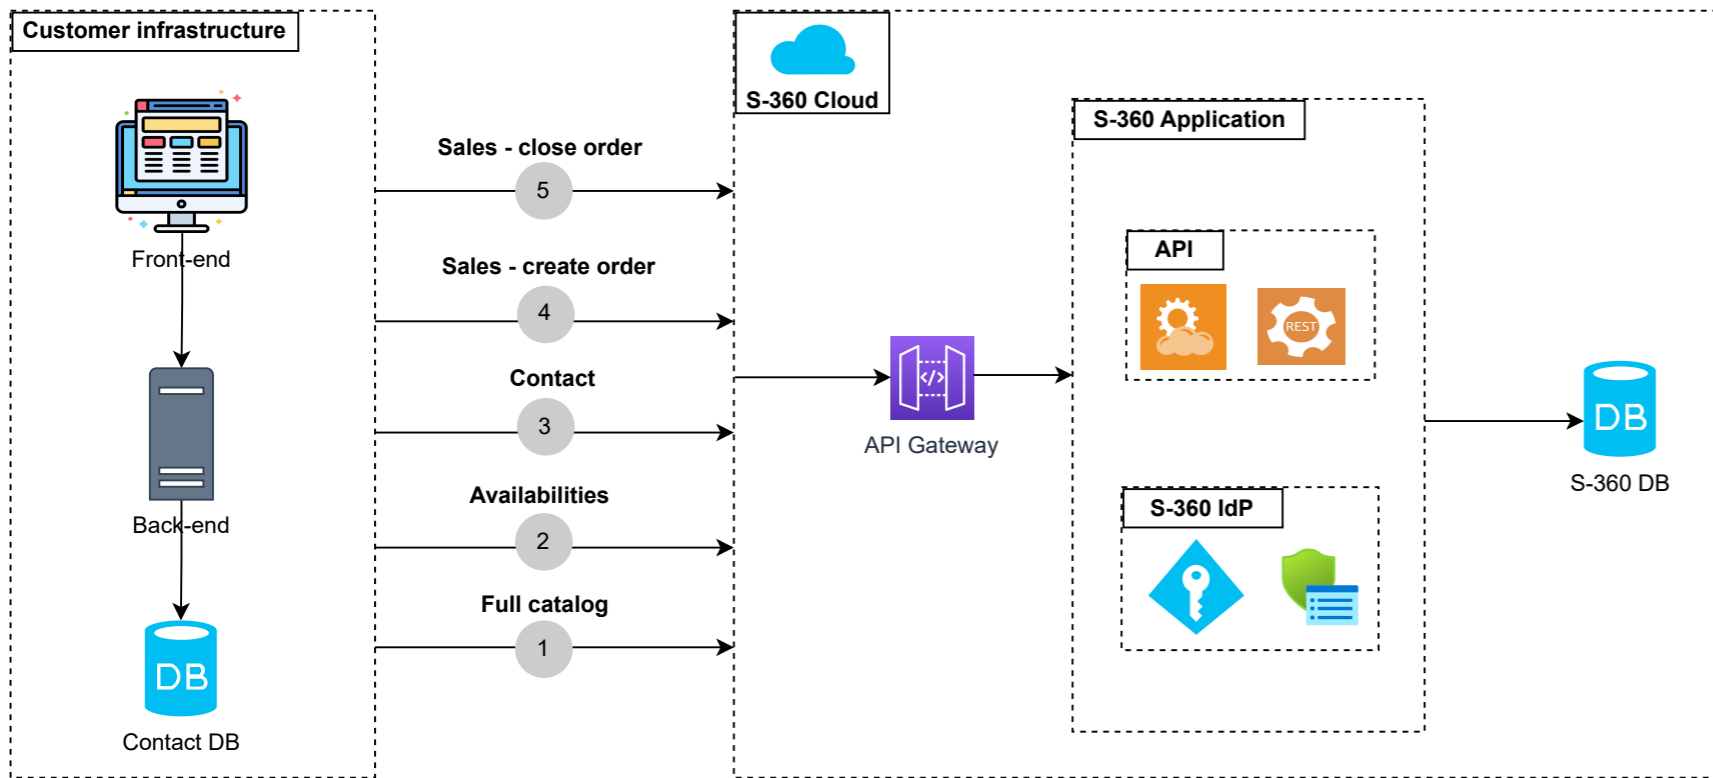 Customer infrastructure
Front-end
Back-end
DB
Contact DB
Sales - close order
5
Sales - create order
4
Contact
3
Availabilities
2
Full catalog
1
S-360 Cloud
</>
API Gateway
S-360 Application
API
REST
S-360 IdP
DB
S-360 DB